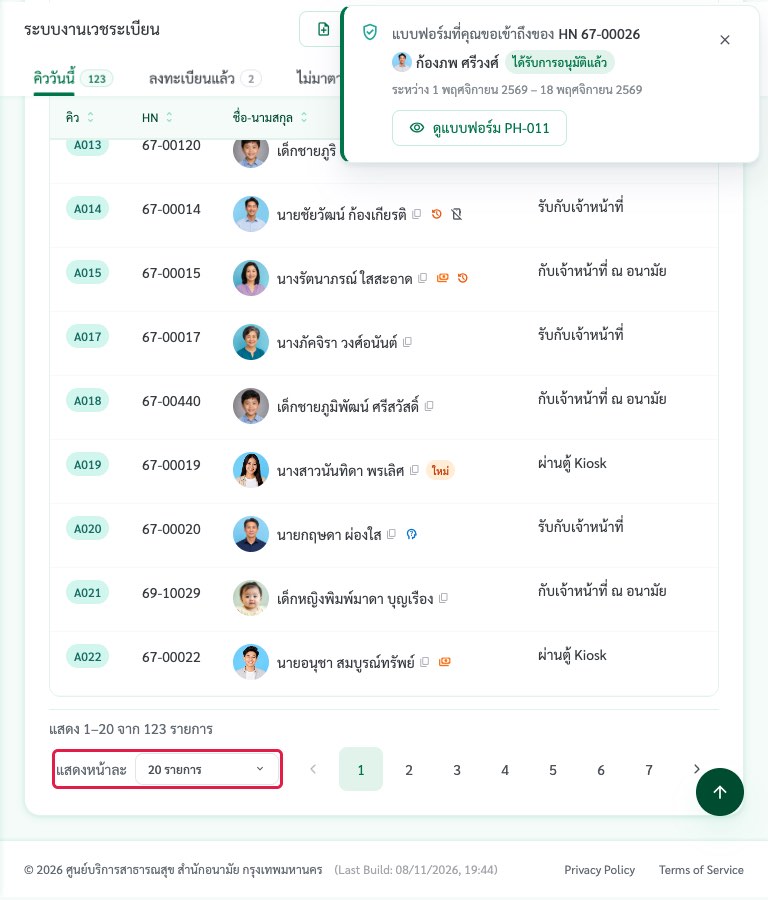 ระบบงานเวชระเบียน
แบบฟอร์มที่คุณขอเข้าถึงของ HN 67-00026
ก้องภพ ศรีวงศ์ ได้รับการอนุมัติแล้ว
ระหว่าง 1 พฤศจิกายน 2569 – 18 พฤศจิกายน 2569
ดูแบบฟอร์ม PH-011
คิววันนี้ 123 ลงทะเบียนแล้ว 2 ไม่มาตา
คิว HN ชื่อ-นามสกุล
A013 67-00120 เด็กชายภูริ
A014 67-00014 นายชัยวัฒน์ ก้องเกียรติ รับกับเจ้าหน้าที่
A015 67-00015 นางรัตนาภรณ์ ใสสะอาด กับเจ้าหน้าที่ ณ อนามัย
A017 67-00017 นางภัคจิรา วงศ์อนันต์ รับกับเจ้าหน้าที่
A018 67-00440 เด็กชายภูมิพัฒน์ ศรีสวัสดิ์ กับเจ้าหน้าที่ ณ อนามัย
A019 67-00019 นางสาวนันทิดา พรเลิศ ใหม่ ผ่านตู้ Kiosk
A020 67-00020 นายกฤษดา ผ่องใส รับกับเจ้าหน้าที่
A021 69-10029 เด็กหญิงพิมพ์มาดา บุญเรือง กับเจ้าหน้าที่ ณ อนามัย
A022 67-00022 นายอนุชา สมบูรณ์ทรัพย์ ผ่านตู้ Kiosk
แสดง 1–20 จาก 123 รายการ
แสดงหน้าละ 20 รายการ 1 2 3 4 5 6 7
© 2026 ศูนย์บริการสาธารณสุข สำนักอนามัย กรุงเทพมหานคร (Last Build: 08/11/2026, 19:44) Privacy Policy Terms of Service